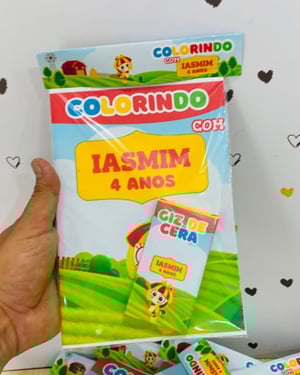 COLORINDO
COM
IASMIM
4 ANOS
COLORINDO
COM
IASMIM
4 ANOS
GIZ DE
CERA
IASMIM
4 ANOS